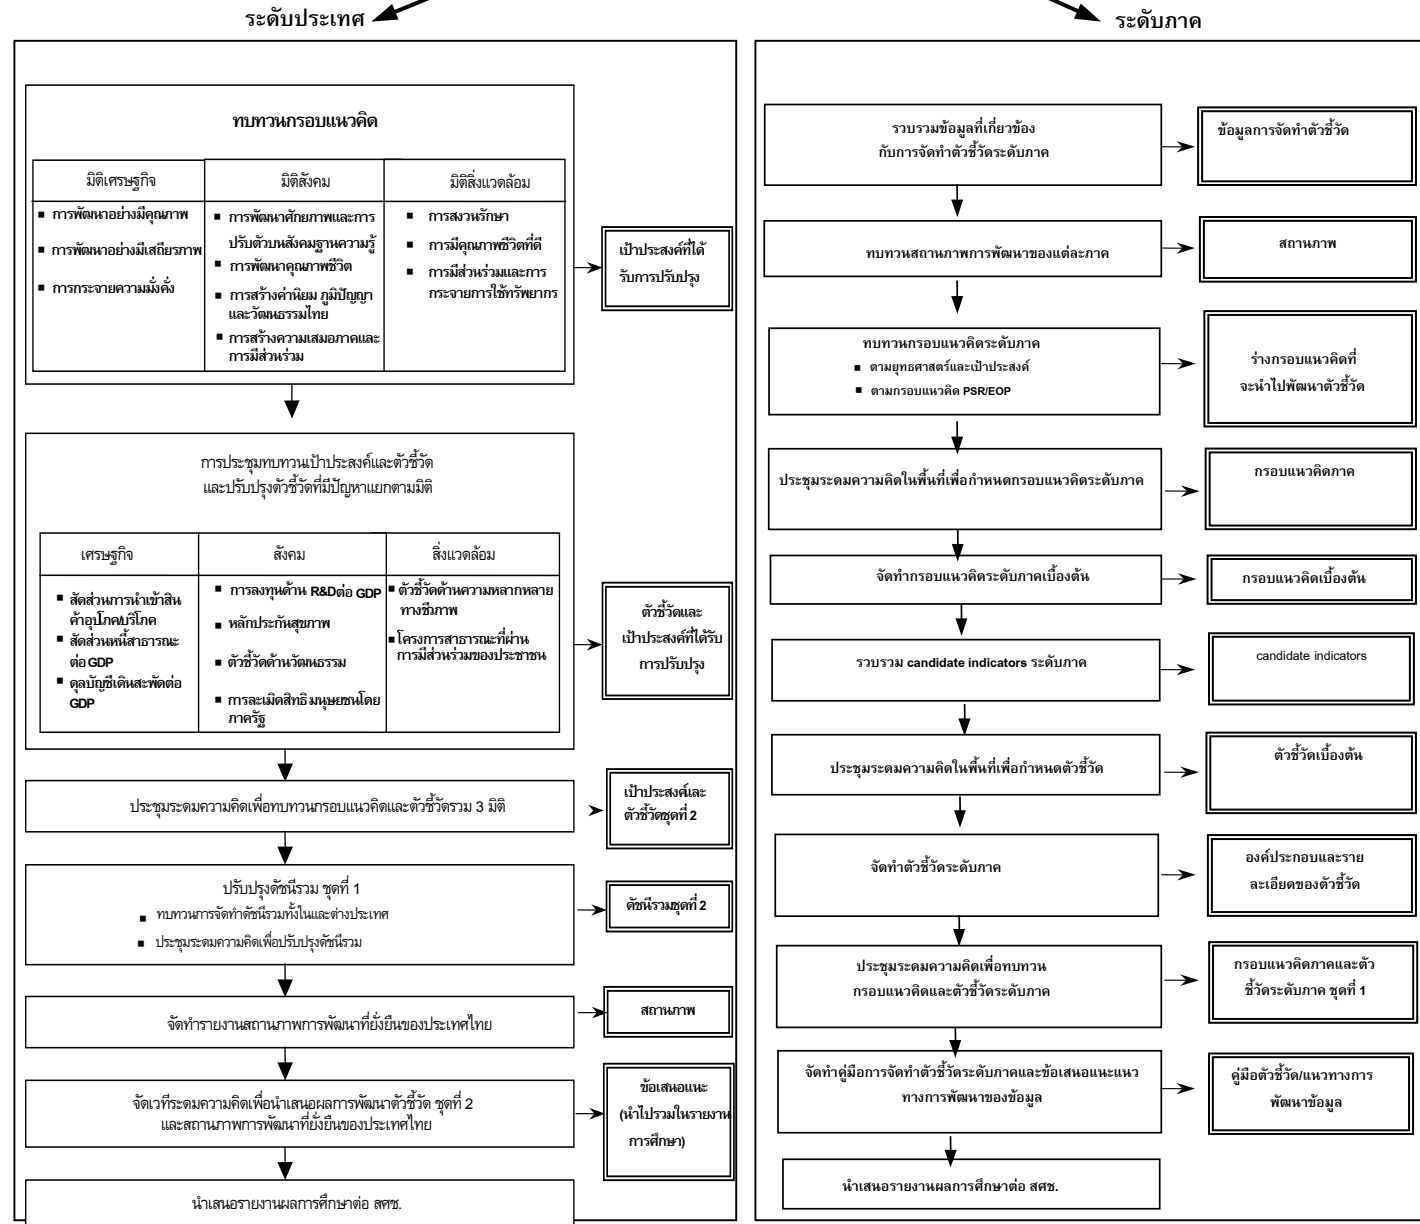 ระดับประเทศ
ทบทวนกรอบแนวคิด
มิติเศรษฐกิจ
▪ การพัฒนาอย่างมีคุณภาพ
▪ การพัฒนาอย่างมีเสถียรภาพ
▪ การกระจายความมั่งคั่ง
มิติสังคม
▪ การพัฒนาศักยภาพและการ
ปรับตัวบนสังคมฐานความรู้
▪ การพัฒนาคุณภาพชีวิต
▪ การสร้างค่านิยม ภูมิปัญญา
และวัฒนธรรมไทย
▪ การสร้างความเสมอภาคและ
การมีส่วนร่วม
มิติสิ่งแวดล้อม
▪ การสงวนรักษา
▪ การมีคุณภาพชีวิตที่ดี
▪ การมีส่วนร่วมและการ
กระจายการใช้ทรัพยากร
เป้าประสงค์ที่ได้
รับการปรับปรุง
การประชุมทบทวนเป้าประสงค์และตัวชี้วัด
และปรับปรุงตัวชี้วัดที่มีปัญหาแยกตามมิติ
เศรษฐกิจ
▪ สัดส่วนการนำเข้าสิน
ค้าอุปโภค/บริโภค
▪ สัดส่วนหนี้สาธารณะ
ต่อ GDP
▪ ดุลบัญชีเดินสะพัดต่อ
GDP
สังคม
▪ การลงทุนด้าน R&Dต่อ GDP
▪ หลักประกันสุขภาพ
▪ ตัวชี้วัดด้านวัฒนธรรม
▪ การละเมิดสิทธิมนุษยชนโดย
ภาครัฐ
สิ่งแวดล้อม
▪ ตัวชี้วัดด้านความหลากหลาย
ทางชีวภาพ
▪ โครงการสาธารณะที่ผ่าน
การมีส่วนร่วมของประชาชน
ตัวชี้วัดและ
เป้าประสงค์ที่ได้รับ
การปรับปรุง
ประชุมระดมความคิดเพื่อทบทวนกรอบแนวคิดและตัวชี้วัดรวม 3 มิติ
เป้าประสงค์และ
ตัวชี้วัดชุดที่ 2
ปรับปรุงดัชนีรวม ชุดที่ 1
▪ ทบทวนการจัดทำดัชนีรวมทั้งในและต่างประเทศ
▪ ประชุมระดมความคิดเพื่อปรับปรุงดัชนีรวม
ดัชนีรวมชุดที่ 2
จัดทำรายงานสถานภาพการพัฒนาที่ยั่งยืนของประเทศไทย
สถานภาพ
จัดเวทีระดมความคิดเพื่อนำเสนอผลการพัฒนาตัวชี้วัด ชุดที่ 2
และสถานภาพการพัฒนาที่ยั่งยืนของประเทศไทย
ข้อเสนอแนะ
(นำไปรวมในรายงาน
การศึกษา)
นำเสนอรายงานผลการศึกษาต่อ สศช.
ระดับภาค
รวบรวมข้อมูลที่เกี่ยวข้อง
กับการจัดทำตัวชี้วัดระดับภาค
ข้อมูลการจัดทำตัวชี้วัด
ทบทวนสถานภาพการพัฒนาของแต่ละภาค
สถานภาพ
ทบทวนกรอบแนวคิดระดับภาค
▪ ตามยุทธศาสตร์และเป้าประสงค์
▪ ตามกรอบแนวคิด PSR/EOP
ร่างกรอบแนวคิดที่
จะนำไปพัฒนาตัวชี้วัด
ประชุมระดมความคิดในพื้นที่เพื่อกำหนดกรอบแนวคิดระดับภาค
กรอบแนวคิดภาค
จัดทำกรอบแนวคิดระดับภาคเบื้องต้น
กรอบแนวคิดเบื้องต้น
รวบรวม candidate indicators ระดับภาค
candidate indicators
ประชุมระดมความคิดในพื้นที่เพื่อกำหนดตัวชี้วัด
ตัวชี้วัดเบื้องต้น
จัดทำตัวชี้วัดระดับภาค
องค์ประกอบและราย
ละเอียดของตัวชี้วัด
ประชุมระดมความคิดเพื่อทบทวน
กรอบแนวคิดและตัวชี้วัดระดับภาค
กรอบแนวคิดภาคและตัว
ชี้วัดระดับภาค ชุดที่ 1
จัดทำคู่มือการจัดทำตัวชี้วัดระดับภาคและข้อเสนอแนะแนว
ทางการพัฒนาของข้อมูล
คู่มือตัวชี้วัด/แนวทางการ
พัฒนาข้อมูล
นำเสนอรายงานผลการศึกษาต่อ สศช.